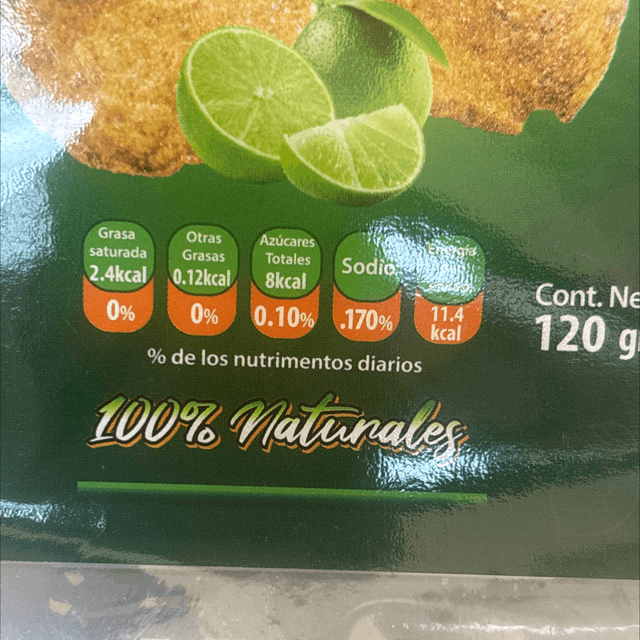 Grasa
saturada
2.4kcal
0%
Otras
Grasas
0.12kcal
0%
Azúcares
Totales
8kcal
0.10%
Sodio
.170%
Energía
11.4
kcal
% de los nutrimentos diarios
100% Naturales
Cont. Ne
120 g